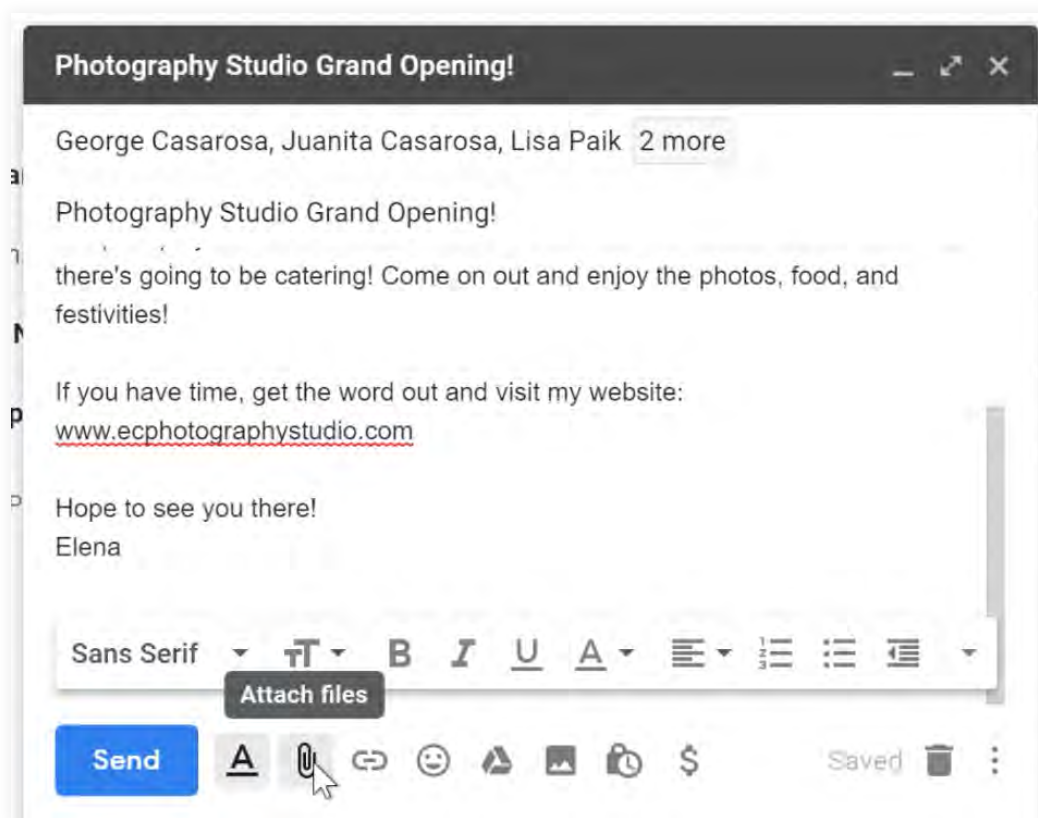 Photography Studio Grand Opening!
George Casarosa, Juanita Casarosa, Lisa Paik 2 more
Photography Studio Grand Opening!
there's going to be catering! Come on out and enjoy the photos, food, and
festivities!
If you have time, get the word out and visit my website:
www.ecphotographystudio.com
Hope to see you there!
Elena
Sans Serif
Attach files
Send
Saved